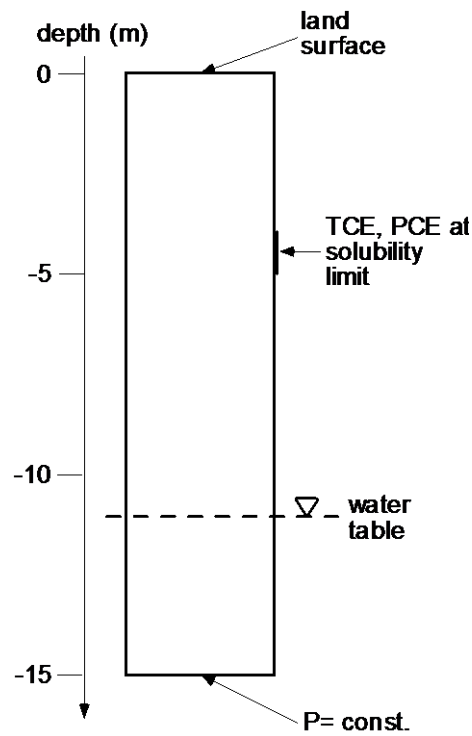 depth (m)
land
surface
0
TCE, PCE at
solubility
limit
-5
-10
water
table
-15
P= const.